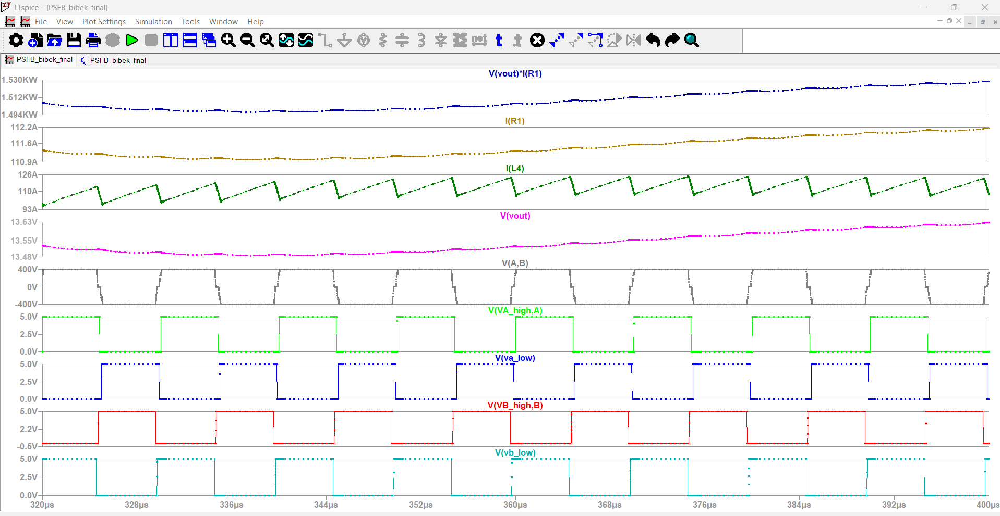 LTspice - [PSFB_bibek_final]
File View Plot Settings Simulation Tools Window Help
net t t
PSFB_bibek_final PSFB_bibek_final
V(vout)*I(R1)
1.530KW
1.512KW
1.494KW
I(R1)
112.2A
111.6A
110.9A
I(L4)
126A
110A
93A
V(vout)
13.63V
13.55V
13.48V
V(A,B)
400V
0V
-400V
V(VA_high,A)
5.0V
2.5V
0.0V
V(va_low)
5.0V
2.5V
0.0V
V(VB_high,B)
5.0V
2.2V
-0.5V
V(vb_low)
5.0V
2.5V
0.0V
320µs 328µs 336µs 344µs 352µs 360µs 368µs 376µs 384µs 392µs 400µs